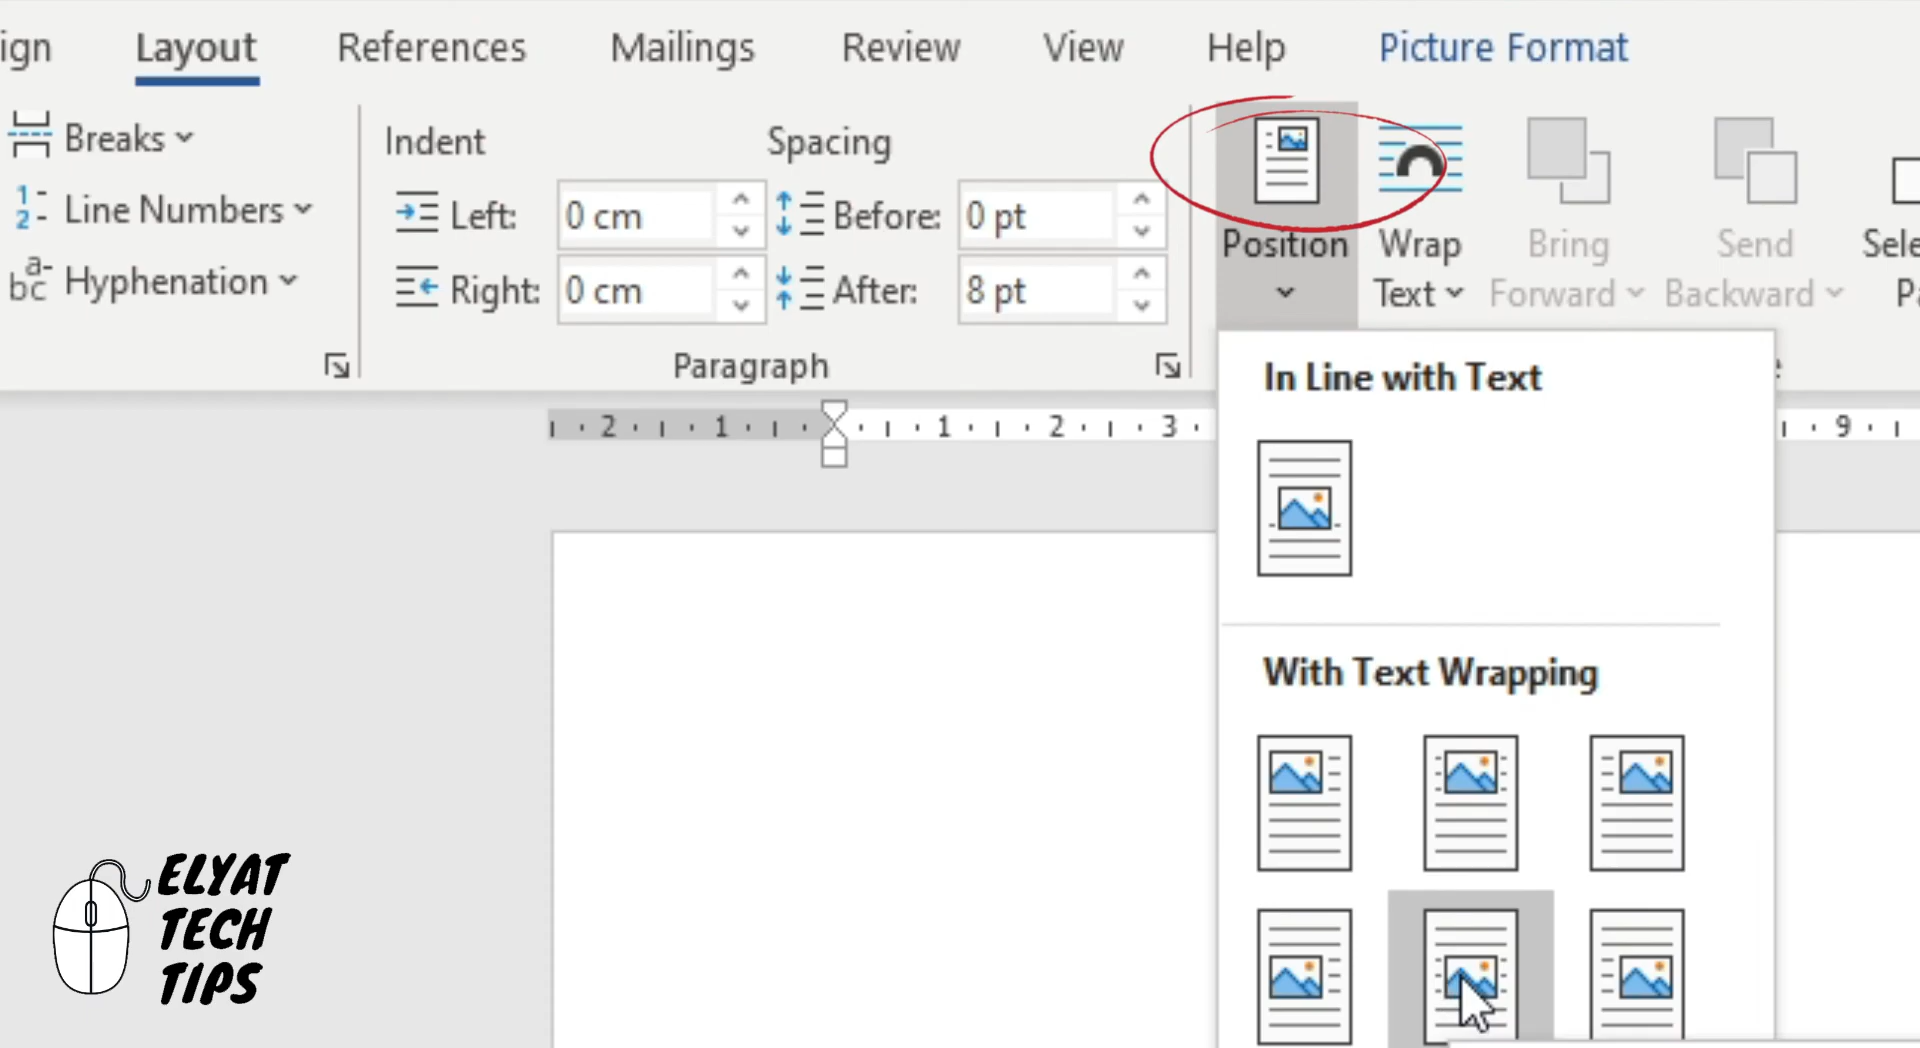 Layout References Mailings Review View Help Picture Format
Breaks
Line Numbers
Hyphenation
Indent
Left: 0 cm
Right: 0 cm
Spacing
Before: 0 pt
After: 8 pt
Paragraph
Position
Wrap
Text
Bring
Forward
Send
Backward
In Line with Text
2 1 1 2 3 9
With Text Wrapping
ELYAT
TECH
TIPS